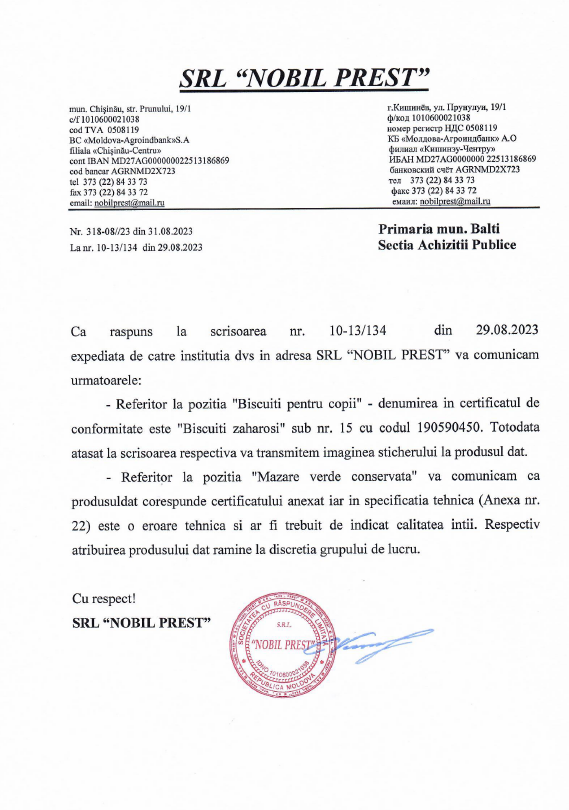 SRL “NOBIL PREST”
mun. Chişinău, str. Prunului, 19/1
c/f 1010600021038
cod TVA 0508119
BC «Moldova-Agroindbank»S.A
filiala «Chişinău-Centru»
cont IBAN MD27AG000000022513186869
cod bancar AGRNMD2X723
tel 373 (22) 84 33 73
fax 373 (22) 84 33 72
email: nobilprest@mail.ru
г.Кишинёв, ул. Прунулуи, 19/1
ф/код 1010600021038
номер регистр НДС 0508119
КБ «Молдова-Агроиндбанк» А.О
филиал «Кишинэу-Чентру»
ИБАН MD27AG0000000 22513186869
банковский счёт AGRNMD2X723
тел 373 (22) 84 33 73
факс 373 (22) 84 33 72
емаил: nobilprest@mail.ru
Nr. 318-08//23 din 31.08.2023
La nr. 10-13/134 din 29.08.2023
Primaria mun. Balti
Sectia Achizitii Publice
Ca raspuns la scrisoarea nr. 10-13/134 din 29.08.2023
expediata de catre institutia dvs in adresa SRL “NOBIL PREST” va comunicam
urmatoarele:
- Referitor la pozitia "Biscuiti pentru copii" - denumirea in certificatul de
conformitate este "Biscuiti zaharosi" sub nr. 15 cu codul 190590450. Totodata
atasat la scrisoarea respectiva va transmitem imaginea sticherului la produsul dat.
- Referitor la pozitia "Mazare verde conservata" va comunicam ca
produsuldat corespunde certificatului anexat iar in specificatia tehnica (Anexa nr.
22) este o eroare tehnica si ar fi trebuit de indicat calitatea intii. Respectiv
atribuirea produsului dat ramine la discretia grupului de lucru.
Cu respect!
SRL “NOBIL PREST”
SOCIETATEA CU RĂSPUNDERE LIMITATĂ
S.R.L.
"NOBIL PREST"
IDNO 1010600021038
REPUBLICA MOLDOVA